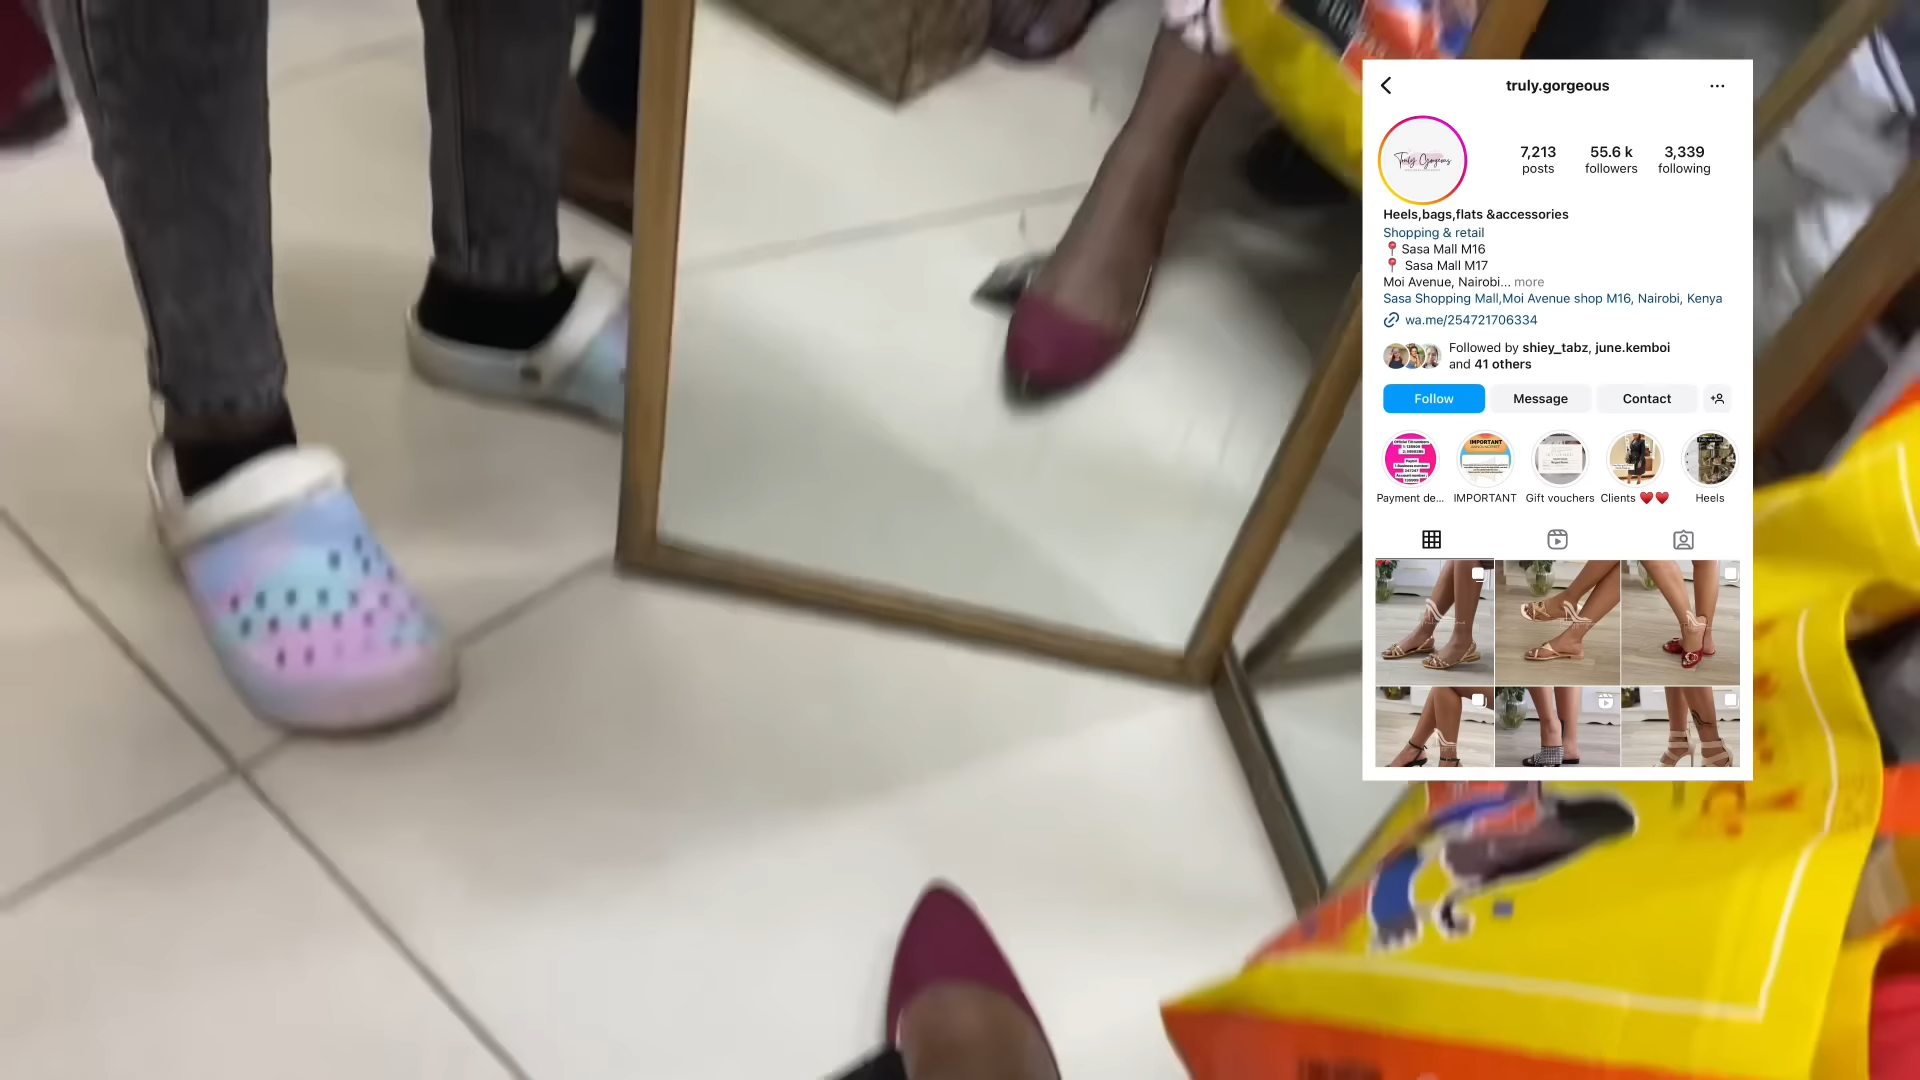 truly.gorgeous
Truly Gorgeous
7,213
posts
55.6 k
followers
3,339
following
Heels,bags,flats &accessories
Shopping & retail
📍 Sasa Mall M16
📍 Sasa Mall M17
Moi Avenue, Nairobi... more
Sasa Shopping Mall,Moi Avenue shop M16, Nairobi, Kenya
wa.me/254721706334
Followed by shiey_tabz, june.kemboi
and 41 others
Follow
Message
Contact
IMPORTANT
Payment de...
IMPORTANT
Gift vouchers
Clients ❤️❤️
Heels